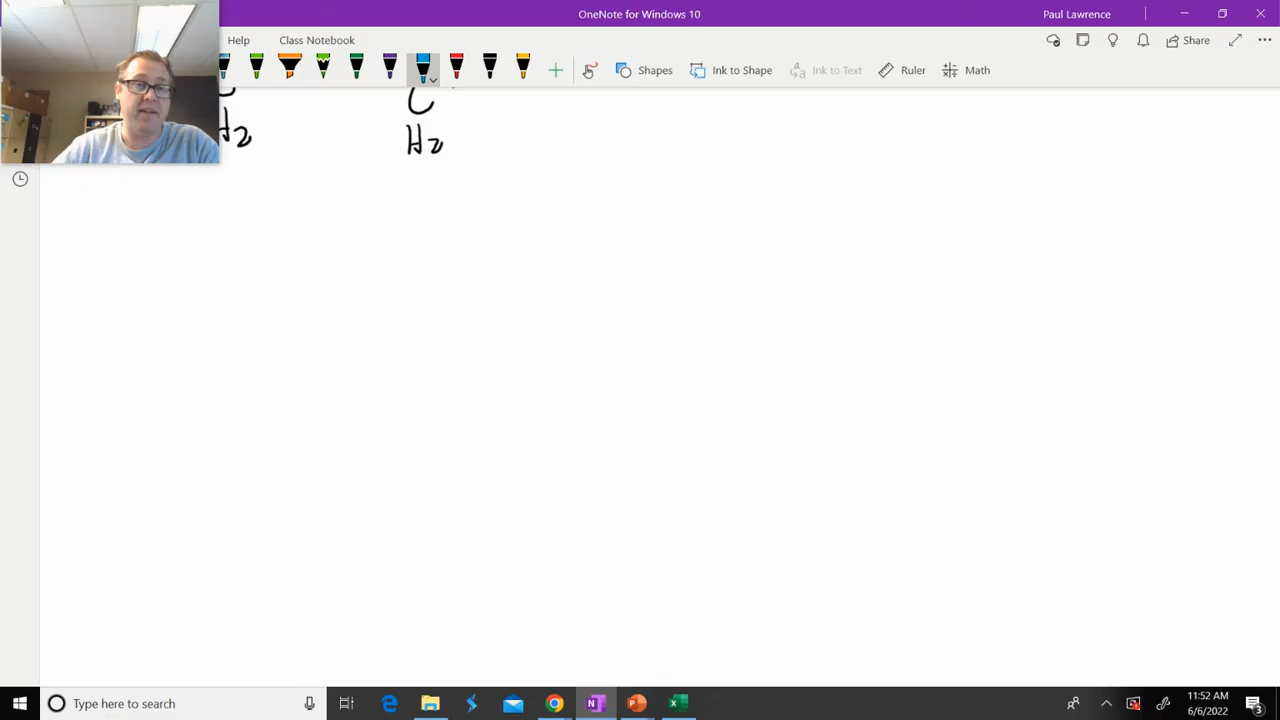 OneNote for Windows 10
Paul Lawrence
Help
Class Notebook
Share
Shapes
Ink to Shape
Ink to Text
Ruler
Math
C
H2
H2
Type here to search
11:52 AM
6/6/2022
3